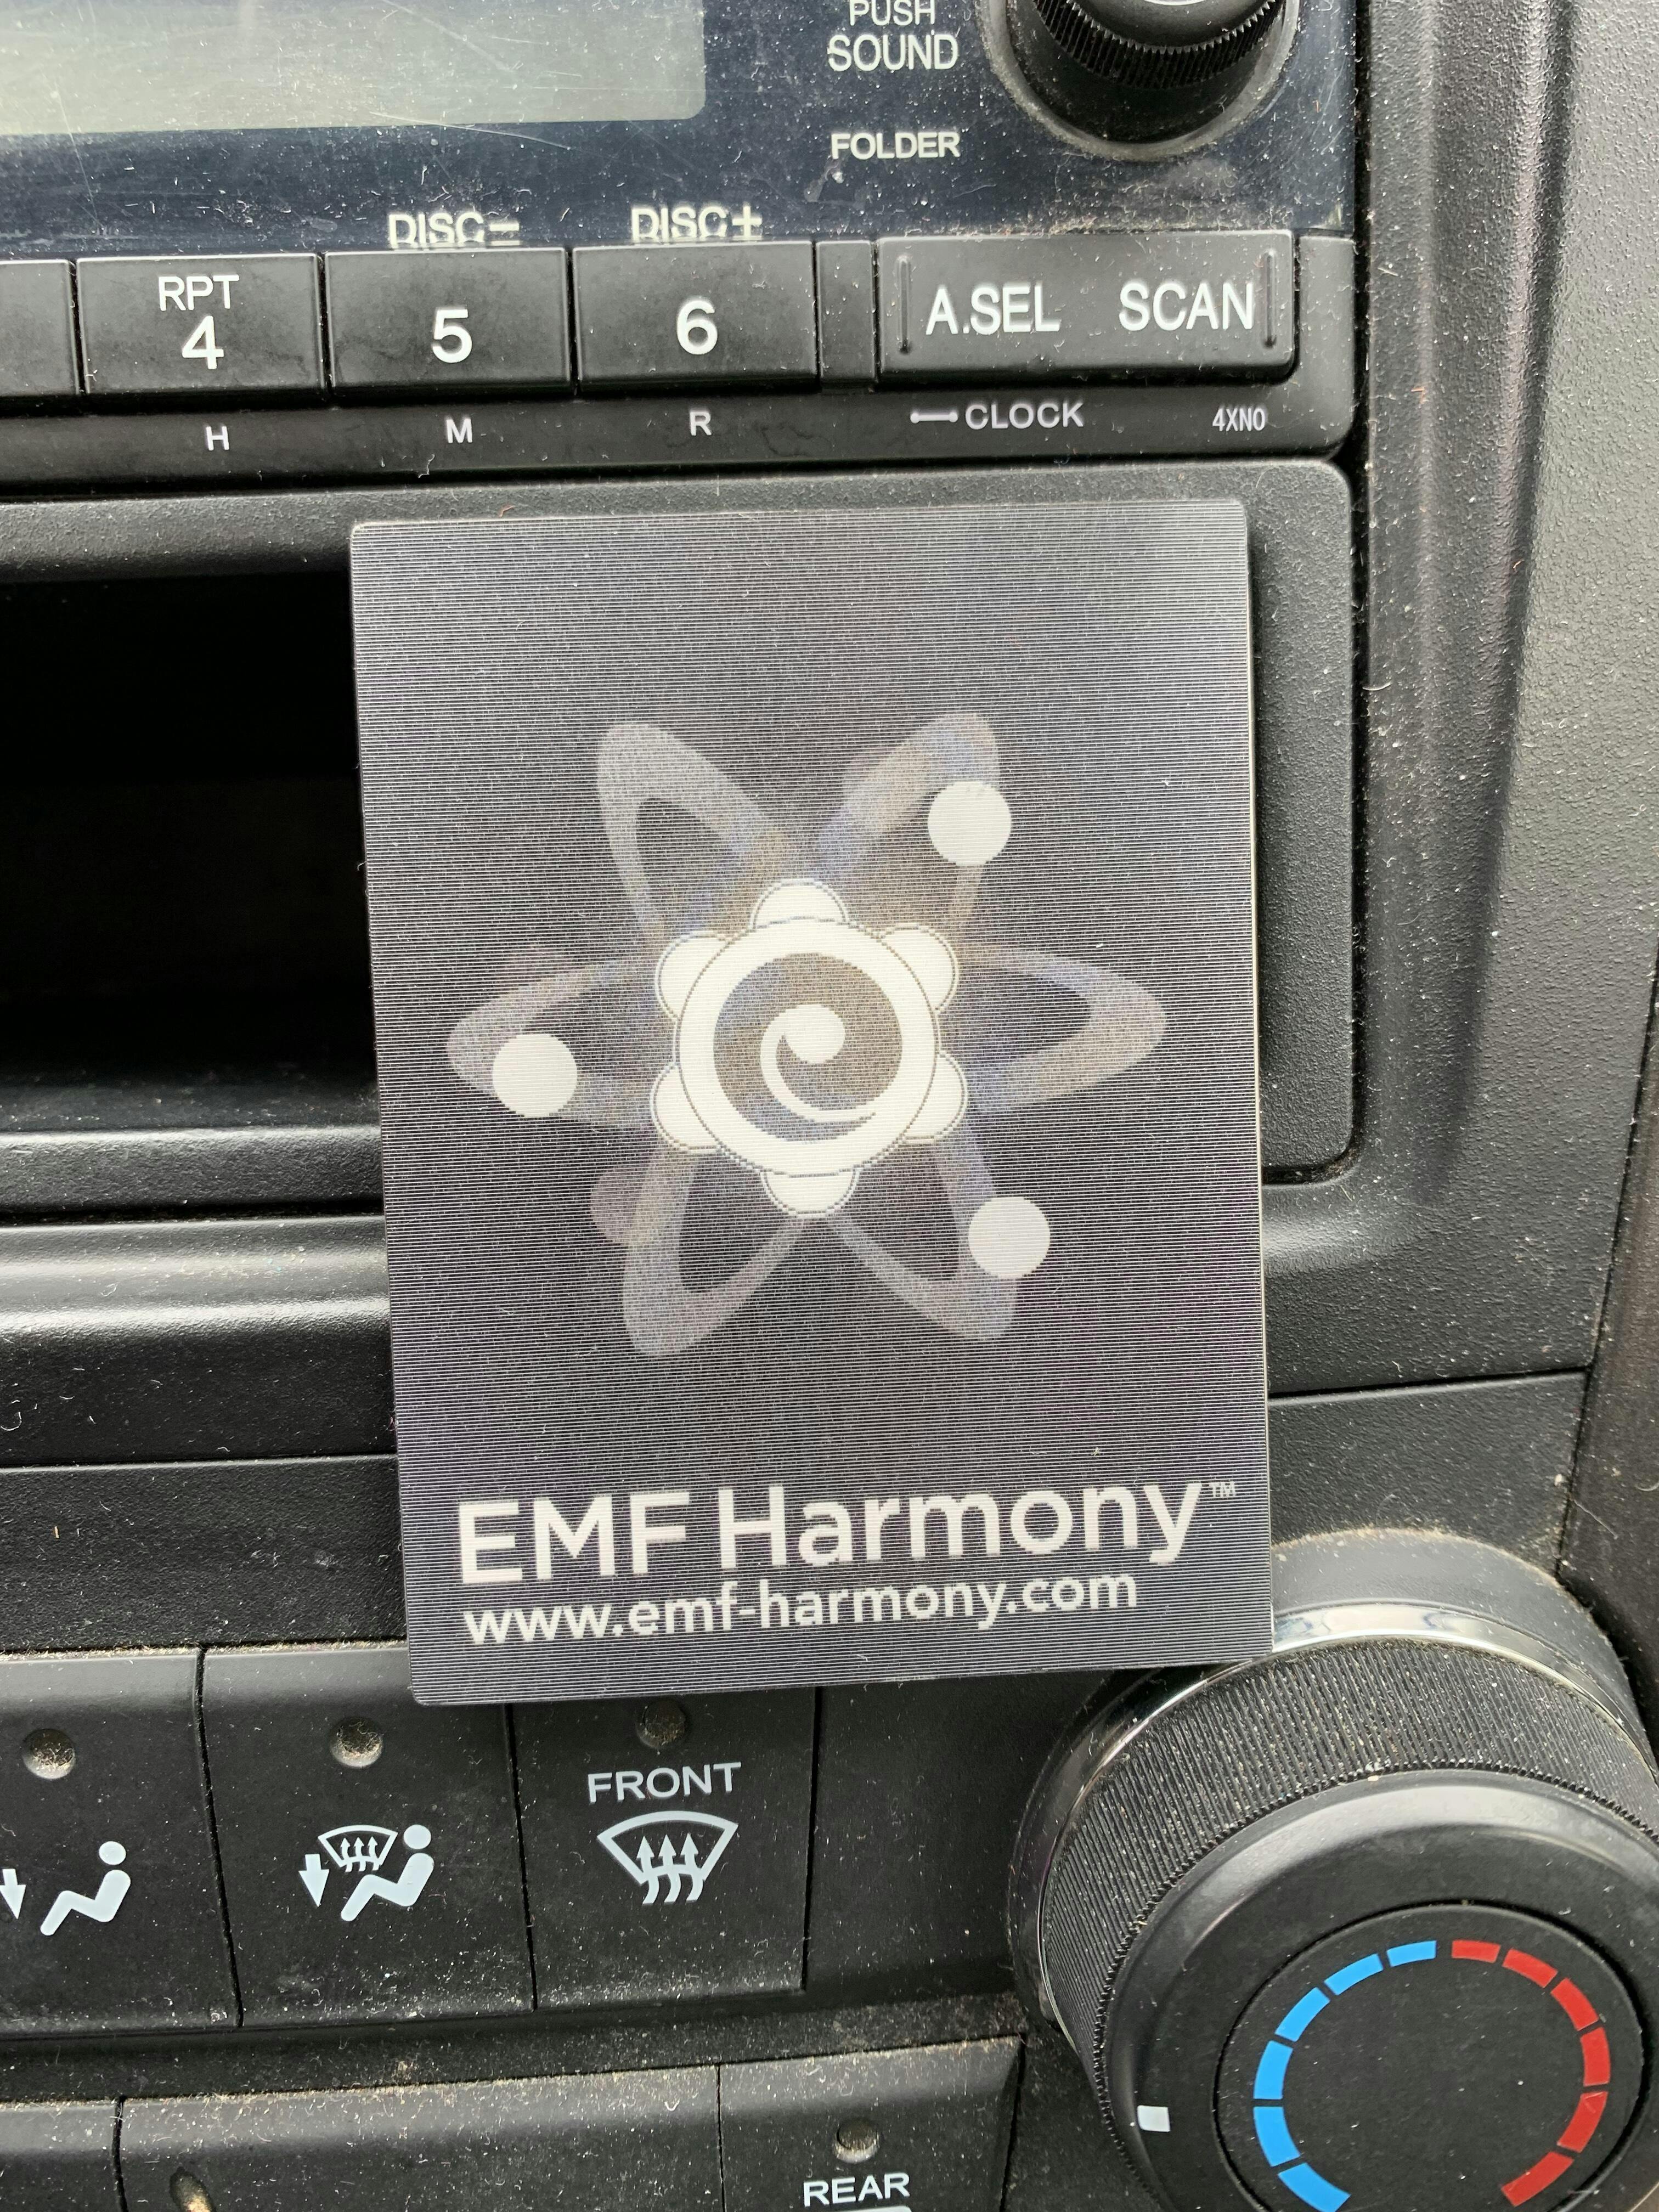 PUSH
SOUND
FOLDER
DISC− DISC+
RPT
4 5 6 A.SEL SCAN
H M R CLOCK 4XN0
EMF Harmony™
www.emf-harmony.com
FRONT
REAR